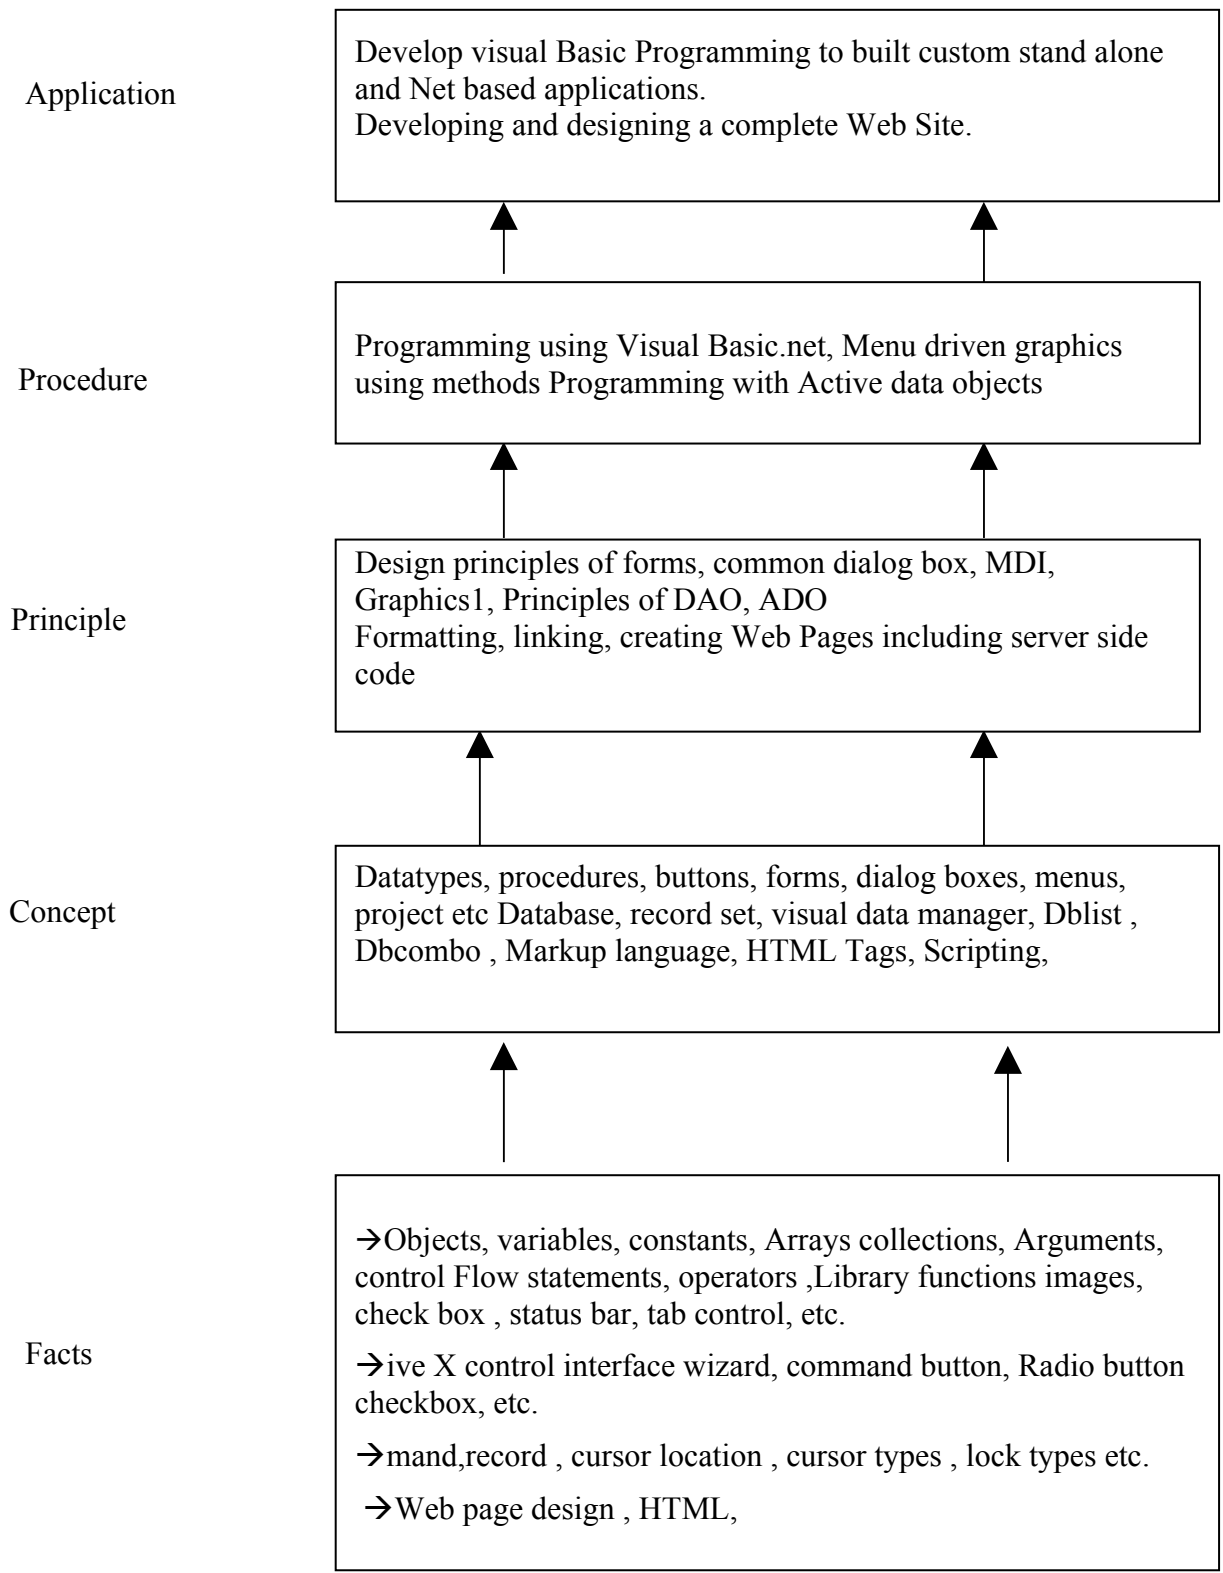 Application
Develop visual Basic Programming to built custom stand alone
and Net based applications.
Developing and designing a complete Web Site.
Procedure
Programming using Visual Basic.net, Menu driven graphics
using methods Programming with Active data objects
Principle
Design principles of forms, common dialog box, MDI,
Graphics1, Principles of DAO, ADO
Formatting, linking, creating Web Pages including server side
code
Concept
Datatypes, procedures, buttons, forms, dialog boxes, menus,
project etc Database, record set, visual data manager, Dblist ,
Dbcombo , Markup language, HTML Tags, Scripting,
Facts
→Objects, variables, constants, Arrays collections, Arguments,
control Flow statements, operators ,Library functions images,
check box , status bar, tab control, etc.
→ive X control interface wizard, command button, Radio button
checkbox, etc.
→mand,record , cursor location , cursor types , lock types etc.
→Web page design , HTML,